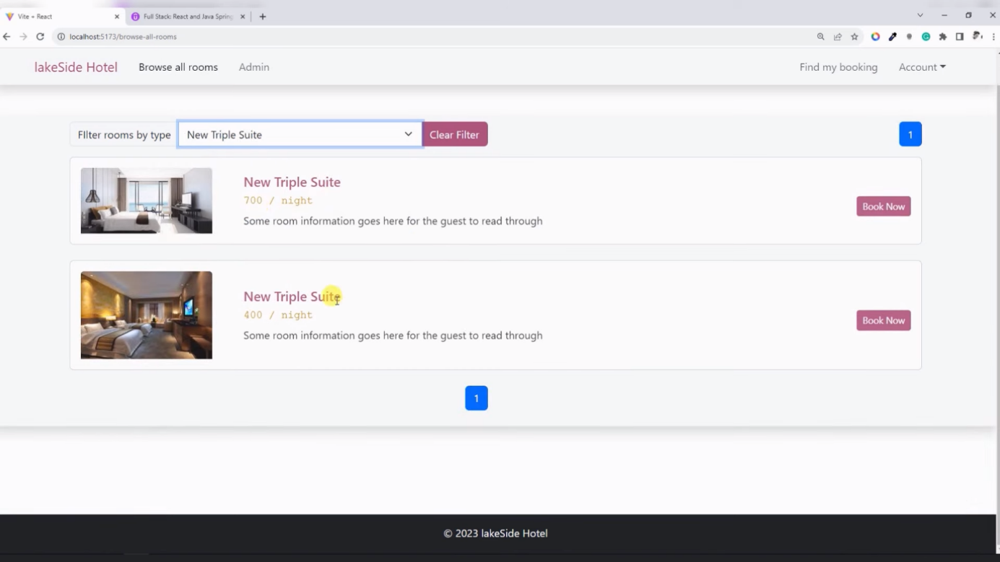 Vite + React
Full Stack: React and Java Spring
localhost:5173/browse-all-rooms
lakeSide Hotel Browse all rooms Admin Find my booking Account
FIlter rooms by type New Triple Suite Clear Filter 1
New Triple Suite
700 / night
Some room information goes here for the guest to read through
Book Now
New Triple Suite
400 / night
Some room information goes here for the guest to read through
Book Now
1
© 2023 lakeSide Hotel